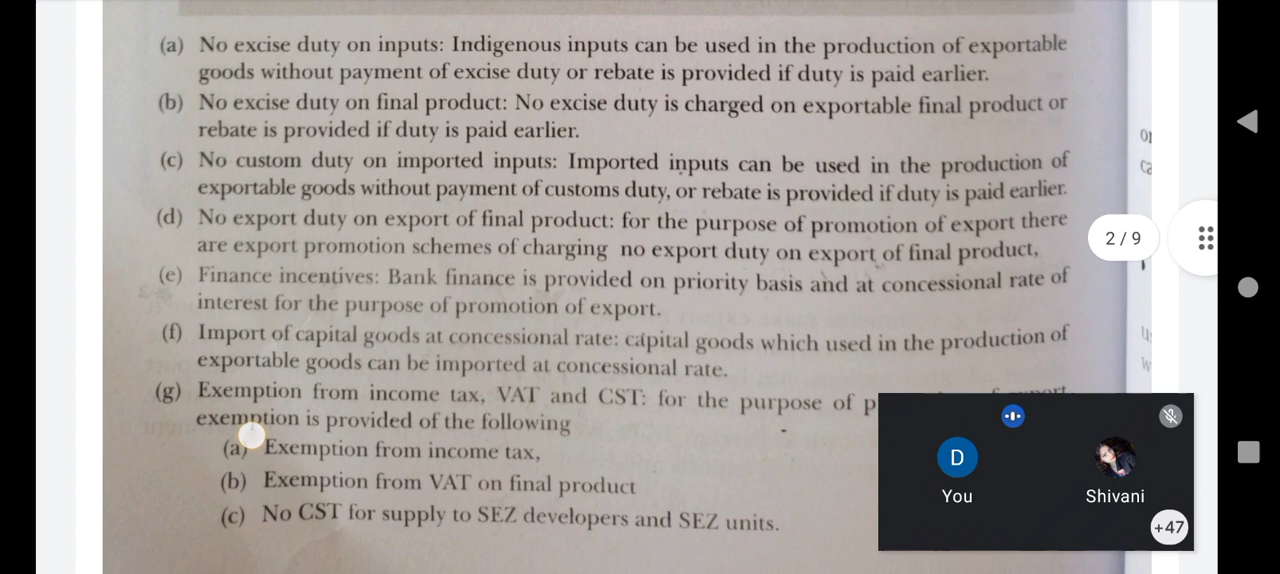 (a) No excise duty on inputs: Indigenous inputs can be used in the production of exportable
goods without payment of excise duty or rebate is provided if duty is paid earlier.
(b) No excise duty on final product: No excise duty is charged on exportable final product or
rebate is provided if duty is paid earlier.
(c) No custom duty on imported inputs: Imported inputs can be used in the production of
exportable goods without payment of customs duty, or rebate is provided if duty is paid earlier.
(d) No export duty on export of final product: for the purpose of promotion of export there
are export promotion schemes of charging no export duty on export of final product,
(e) Finance incentives: Bank finance is provided on priority basis and at concessional rate of
interest for the purpose of promotion of export.
(f) Import of capital goods at concessional rate: capital goods which used in the production of
exportable goods can be imported at concessional rate.
(g) Exemption from income tax, VAT and CST: for the purpose of
exemption is provided of the following
(a) Exemption from income tax,
(b) Exemption from VAT on final product
(c) No CST for supply to SEZ developers and SEZ units.
2 / 9
D
You
Shivani
+47